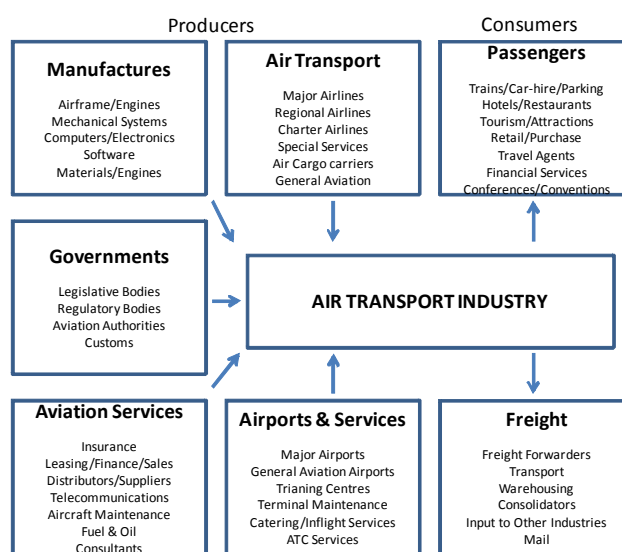 Producers
Consumers
Manufactures
Airframe/Engines
Mechanical Systems
Computers/Electronics
Software
Materials/Engines
Air Transport
Major Airlines
Regional Airlines
Charter Airlines
Special Services
Air Cargo carriers
General Aviation
Passengers
Trains/Car-hire/Parking
Hotels/Restaurants
Tourism/Attractions
Retail/Purchase
Travel Agents
Financial Services
Conferences/Conventions
Governments
Legislative Bodies
Regulatory Bodies
Aviation Authorities
Customs
AIR TRANSPORT INDUSTRY
Aviation Services
Insurance
Leasing/Finance/Sales
Distributors/Suppliers
Telecommunications
Aircraft Maintenance
Fuel & Oil
Consultants
Airports & Services
Major Airports
General Aviation Airports
Trianing Centres
Terminal Maintenance
Catering/Inflight Services
ATC Services
Freight
Freight Forwarders
Transport
Warehousing
Consolidators
Input to Other Industries
Mail